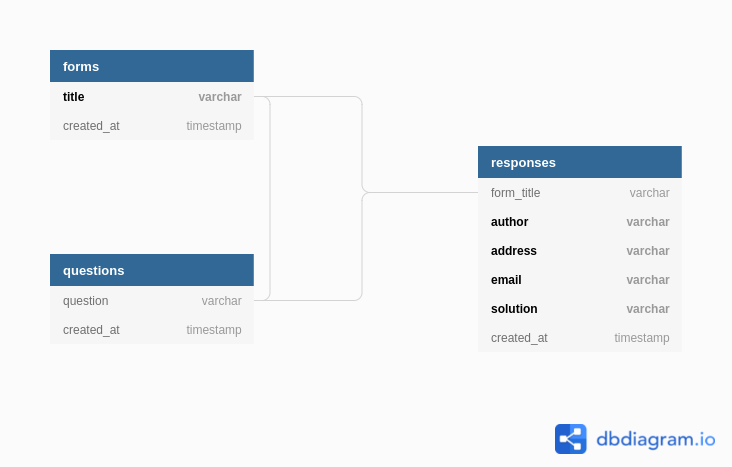 forms
title varchar
created_at timestamp
questions
question varchar
created_at timestamp
responses
form_title varchar
author varchar
address varchar
email varchar
solution varchar
created_at timestamp
dbdiagram.io